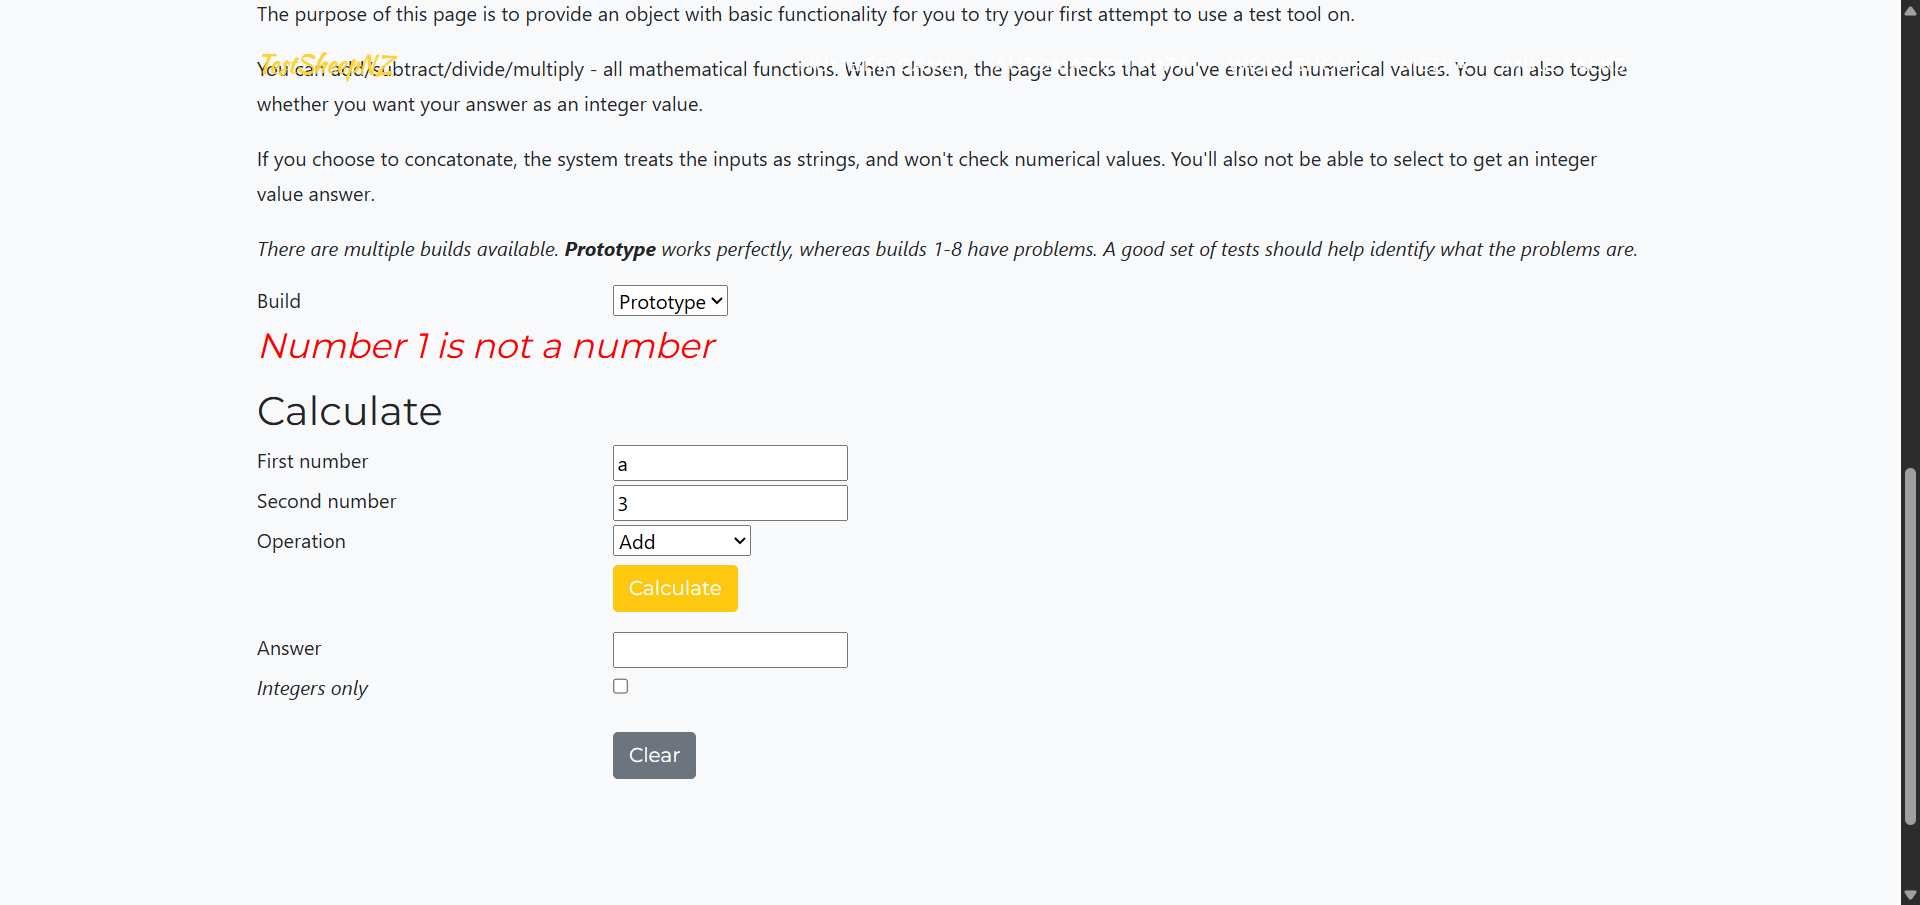 The purpose of this page is to provide an object with basic functionality for you to try your first attempt to use a test tool on.
TestSheepNZ
You can add/subtract/divide/multiply - all mathematical functions. When chosen, the page checks that you've entered numerical values. You can also toggle
whether you want your answer as an integer value.
If you choose to concatonate, the system treats the inputs as strings, and won't check numerical values. You'll also not be able to select to get an integer
value answer.
There are multiple builds available. Prototype works perfectly, whereas builds 1-8 have problems. A good set of tests should help identify what the problems are.
Build Prototype
Number 1 is not a number
Calculate
First number a
Second number 3
Operation Add
Calculate
Answer
Integers only
Clear